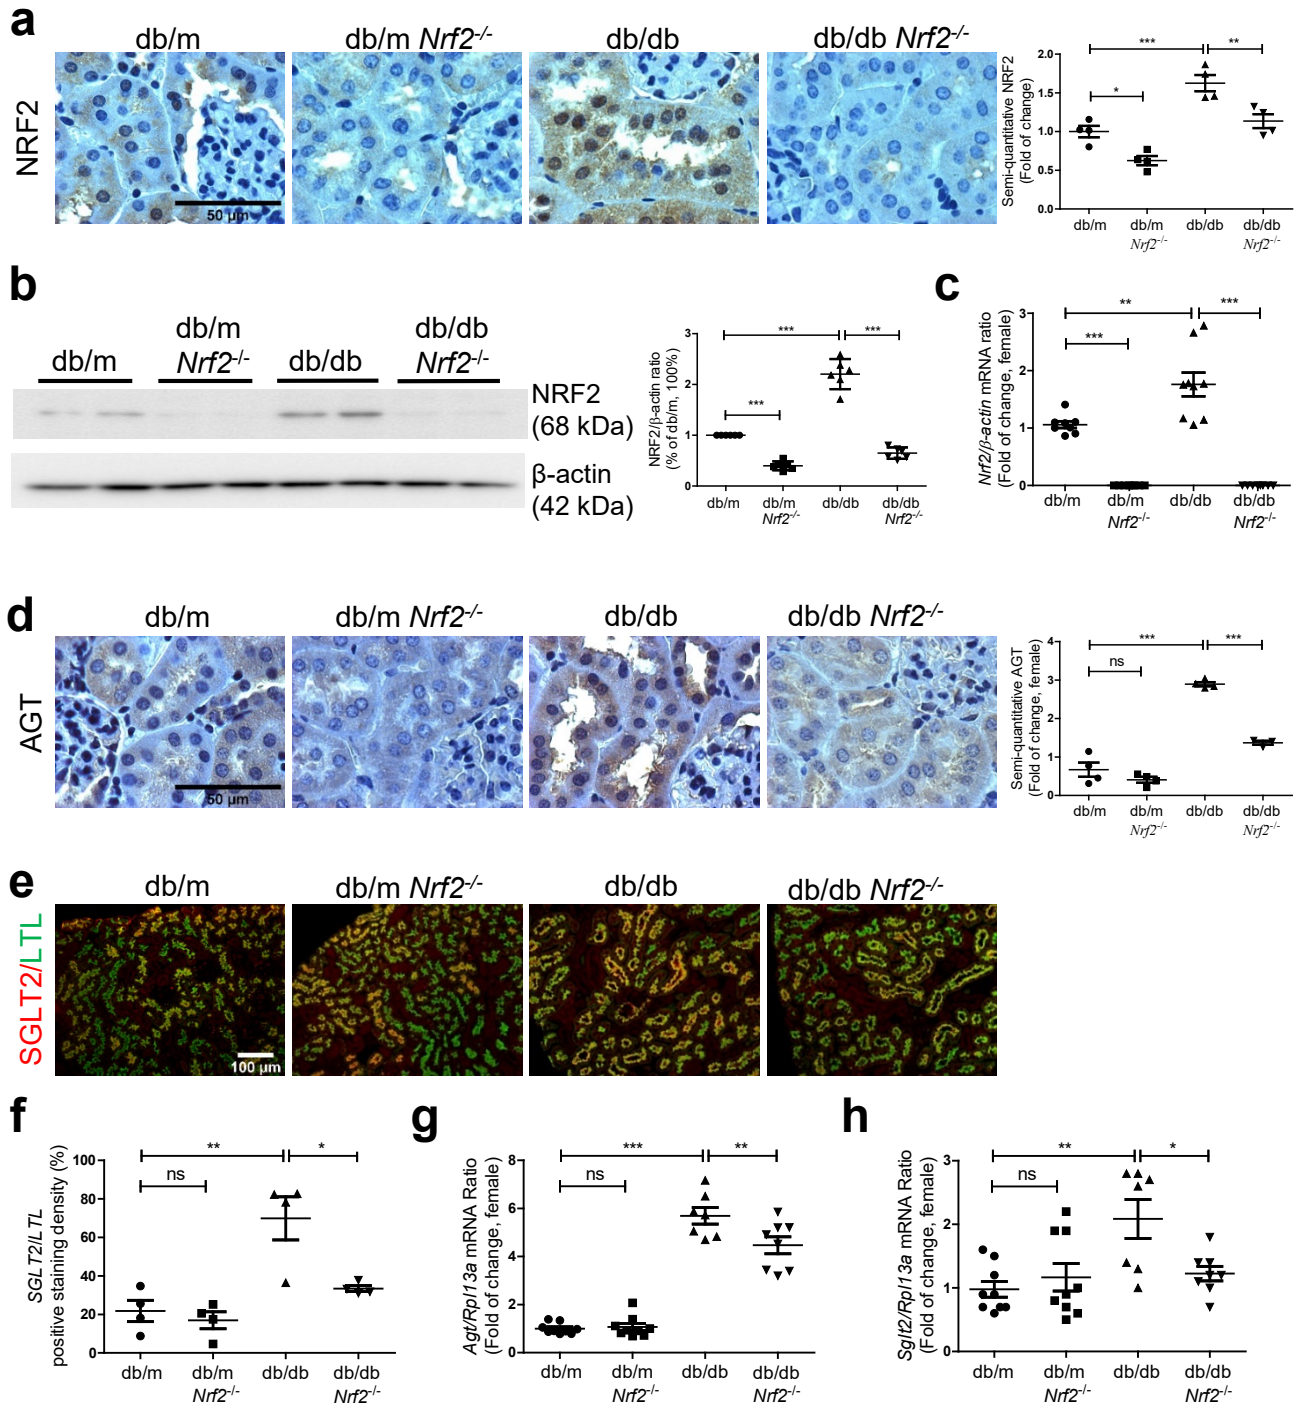 a
db/m
db/m Nrf2-/-
db/db
db/db Nrf2-/-
NRF2
50 µm
Semi-quantitative NRF2
(Fold of change)
2.0
1.5
1.0
0.5
0.0
***
**
*
db/m
db/m
Nrf2-/-
db/db
db/db
Nrf2-/-
b
db/m
db/m
Nrf2-/-
db/db
db/db
Nrf2-/-
NRF2
(68 kDa)
β-actin
(42 kDa)
NRF2/β-actin ratio
(% of db/m, 100%)
3
2
1
0
***
***
***
db/m
db/m
Nrf2-/-
db/db
db/db
Nrf2-/-
c
Nrf2/β-actin mRNA ratio
(Fold of change, female)
3
2
1
0
**
***
***
db/m
db/m
Nrf2-/-
db/db
db/db
Nrf2-/-
d
db/m
db/m Nrf2-/-
db/db
db/db Nrf2-/-
AGT
50 µm
Semi-quantitative AGT
(Fold of change, female)
4
3
2
1
0
***
***
ns
db/m
db/m
Nrf2-/-
db/db
db/db
Nrf2-/-
e
db/m
db/m Nrf2-/-
db/db
db/db Nrf2-/-
SGLT2/LTL
100 µm
f
SGLT2/LTL
positive staining density (%)
100
80
60
40
20
0
**
*
ns
db/m
db/m
Nrf2-/-
db/db
db/db
Nrf2-/-
g
Agt/Rpl13a mRNA Ratio
(Fold of change, female)
8
6
4
2
0
***
**
ns
db/m
db/m
Nrf2-/-
db/db
db/db
Nrf2-/-
h
Sglt2/Rpl13a mRNA Ratio
(Fold of change, female)
3
2
1
0
**
*
ns
db/m
db/m
Nrf2-/-
db/db
db/db
Nrf2-/-